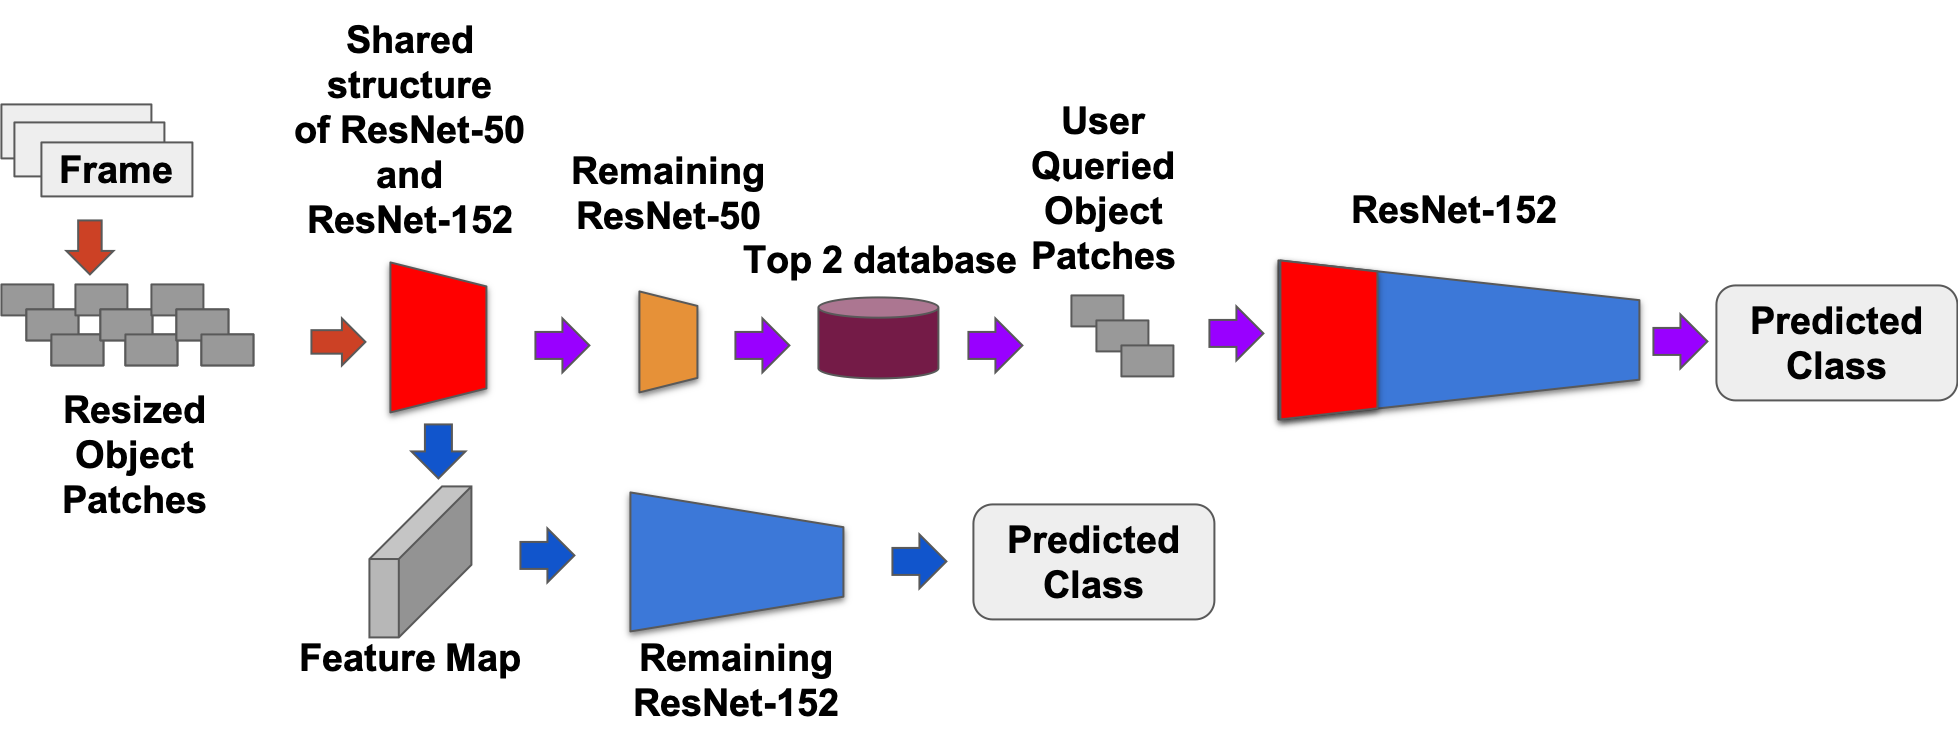 Frame
Resized
Object
Patches
Shared
structure
of ResNet-50
and
ResNet-152
Remaining
ResNet-50
Top 2 database
User
Queried
Object
Patches
ResNet-152
Predicted
Class
Feature Map
Remaining
ResNet-152
Predicted
Class